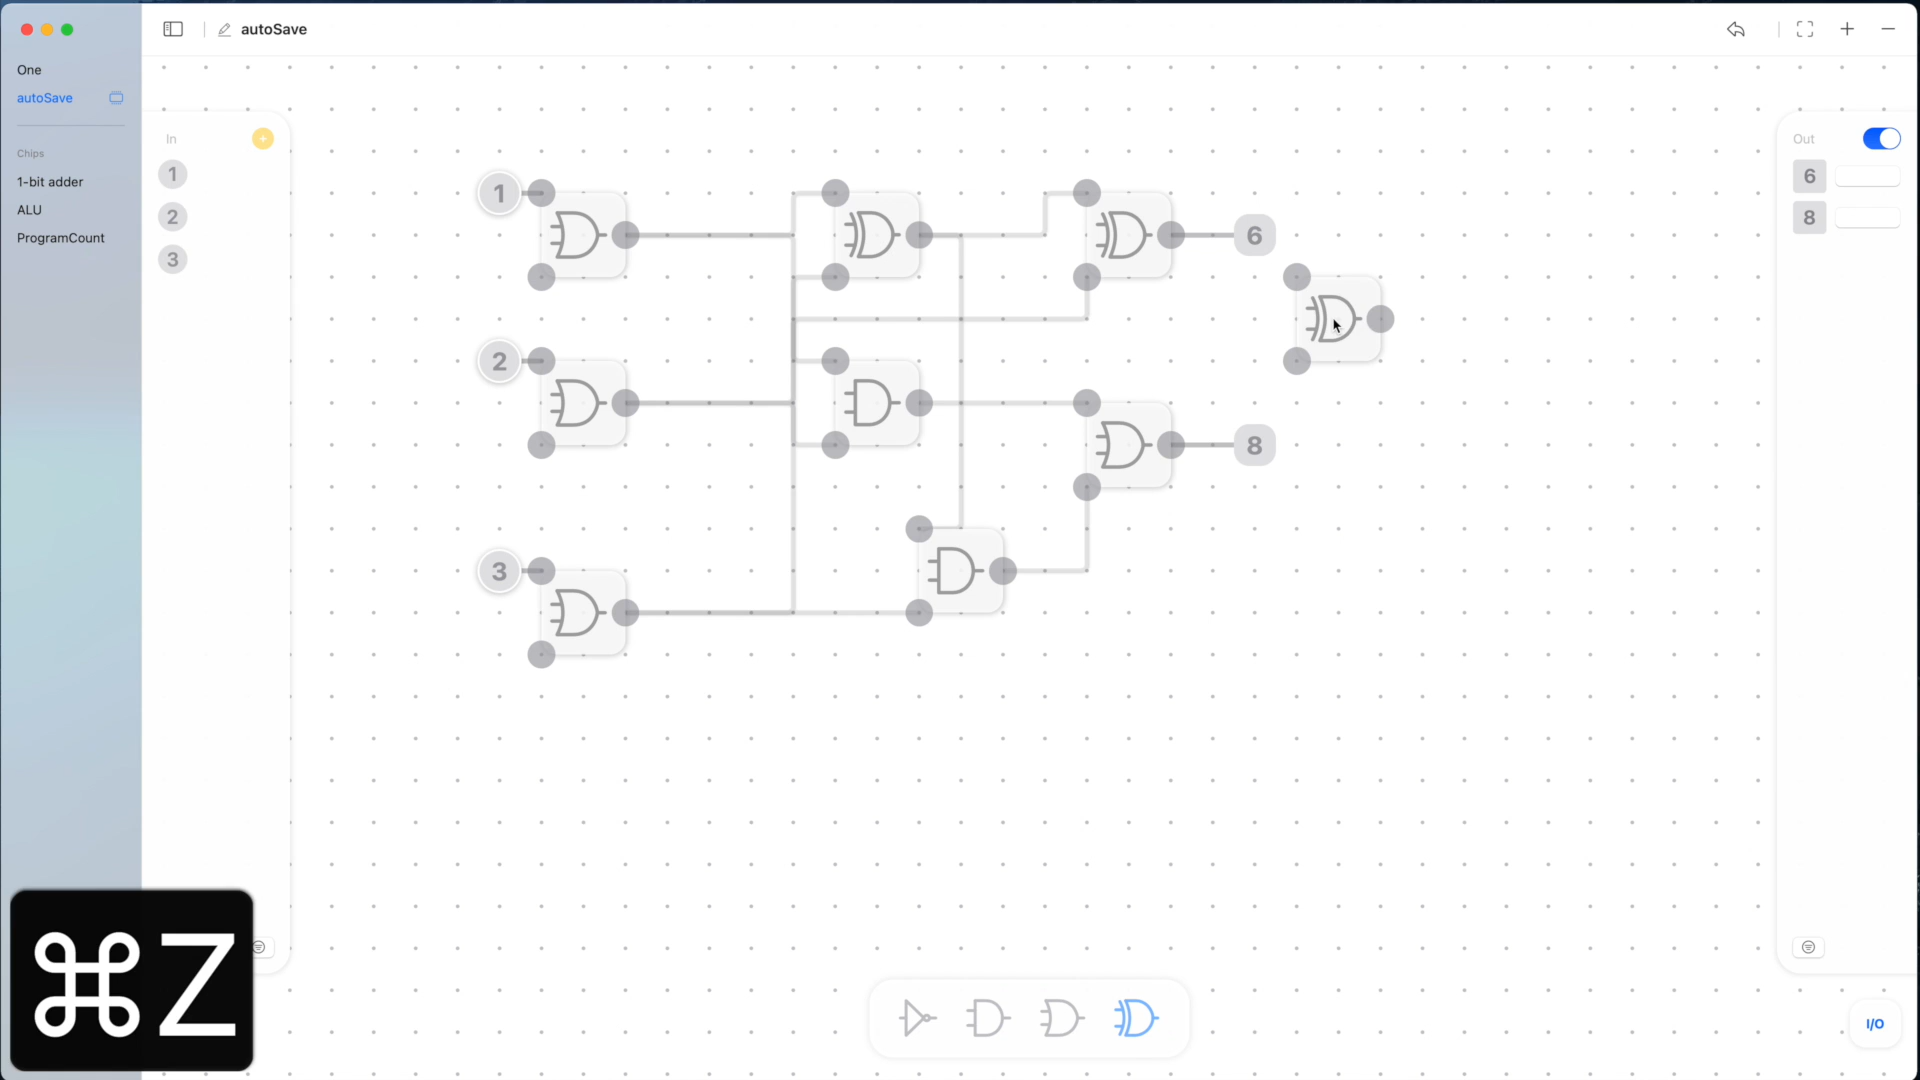 autoSave
One
autoSave
Chips
1-bit adder
ALU
ProgramCount
In
+
1
2
3
1
2
3
6
8
Out
6
8
I/O
⌘Z